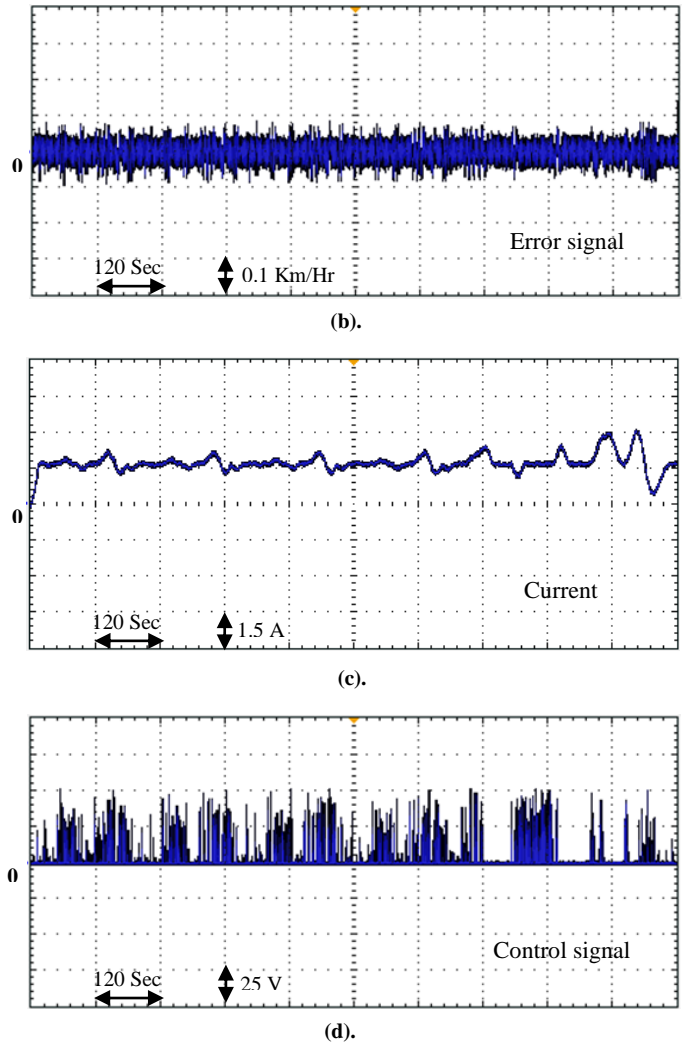 0
Error signal
120 Sec
0.1 Km/Hr
(b).
0
Current
120 Sec
1.5 A
(c).
0
Control signal
120 Sec
25 V
(d).